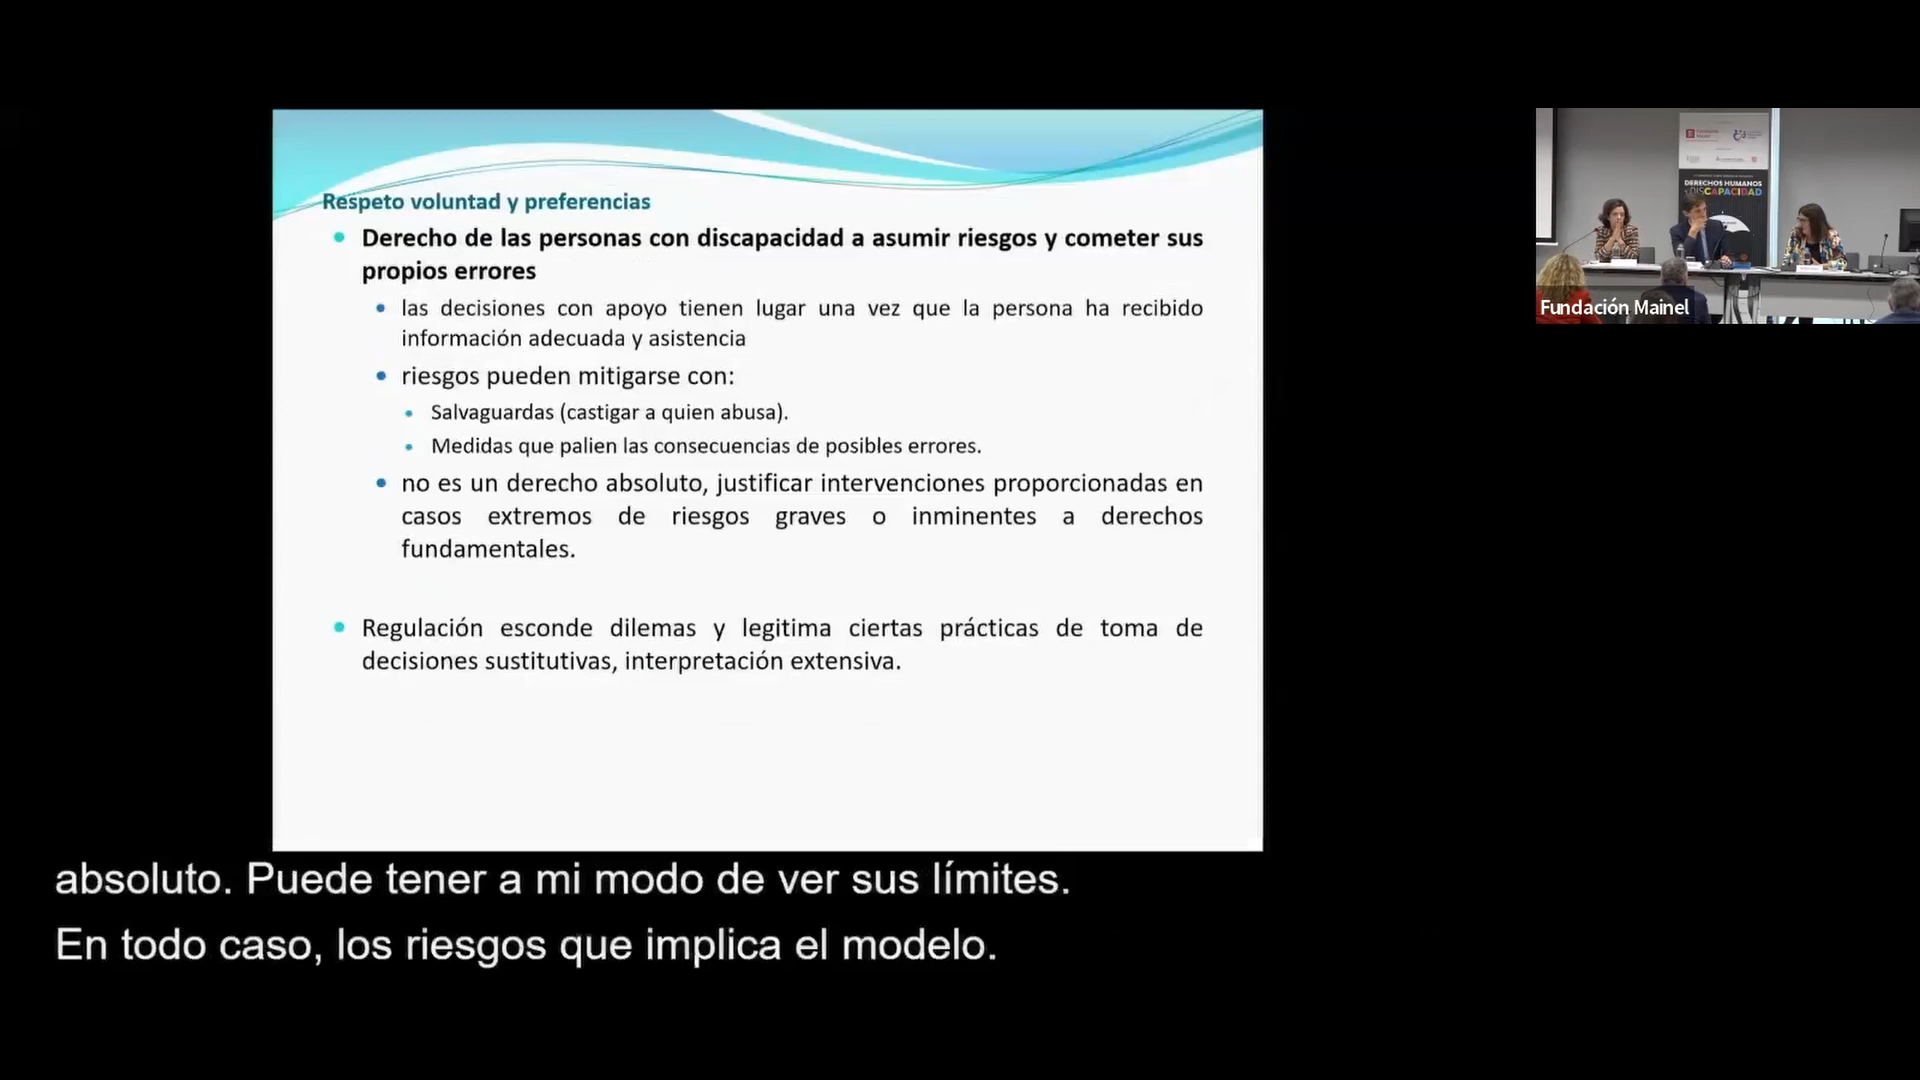 Respeto voluntad y preferencias
Derecho de las personas con discapacidad a asumir riesgos y cometer sus
propios errores
las decisiones con apoyo tienen lugar una vez que la persona ha recibido
información adecuada y asistencia
riesgos pueden mitigarse con:
Salvaguardas (castigar a quien abusa).
Medidas que palien las consecuencias de posibles errores.
no es un derecho absoluto, justificar intervenciones proporcionadas en
casos extremos de riesgos graves o inminentes a derechos
fundamentales.
Regulación esconde dilemas y legitima ciertas prácticas de toma de
decisiones sustitutivas, interpretación extensiva.
DERECHOS HUMANOS
Y DISCAPACIDAD
Fundación Mainel
absoluto. Puede tener a mi modo de ver sus límites.
En todo caso, los riesgos que implica el modelo.